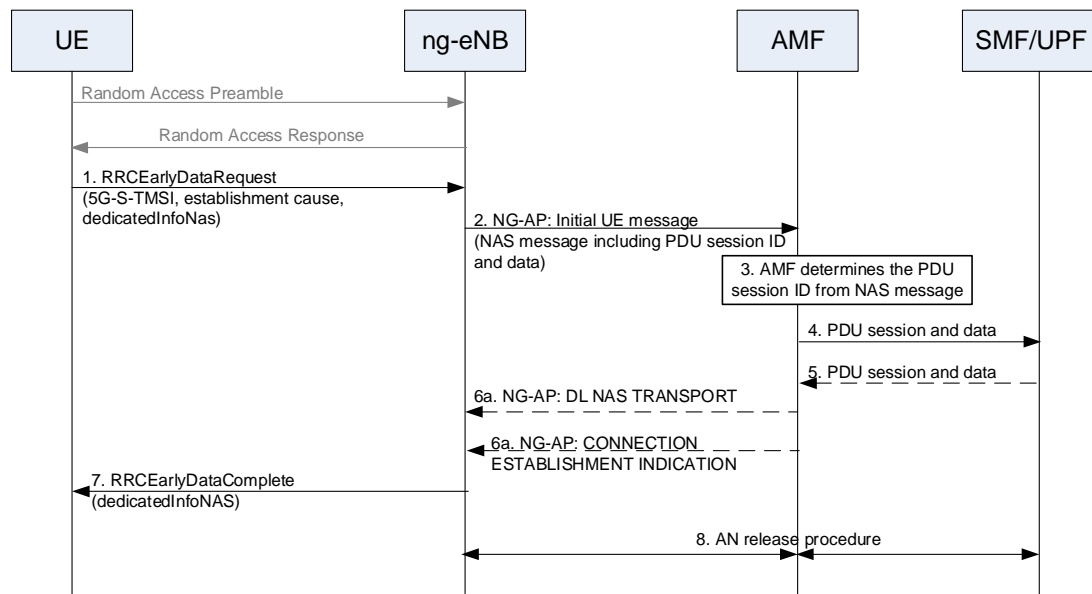 UE
ng-eNB
AMF
SMF/UPF
Random Access Preamble
Random Access Response
1. RRCEarlyDataRequest
(5G-S-TMSI, establishment cause,
dedicatedInfoNas)
2. NG-AP: Initial UE message
(NAS message including PDU session ID
and data)
3. AMF determines the PDU
session ID from NAS message
4. PDU session and data
5. PDU session and data
6a. NG-AP: DL NAS TRANSPORT
6a. NG-AP: CONNECTION
ESTABLISHMENT INDICATION
7. RRCEarlyDataComplete
(dedicatedInfoNAS)
8. AN release procedure